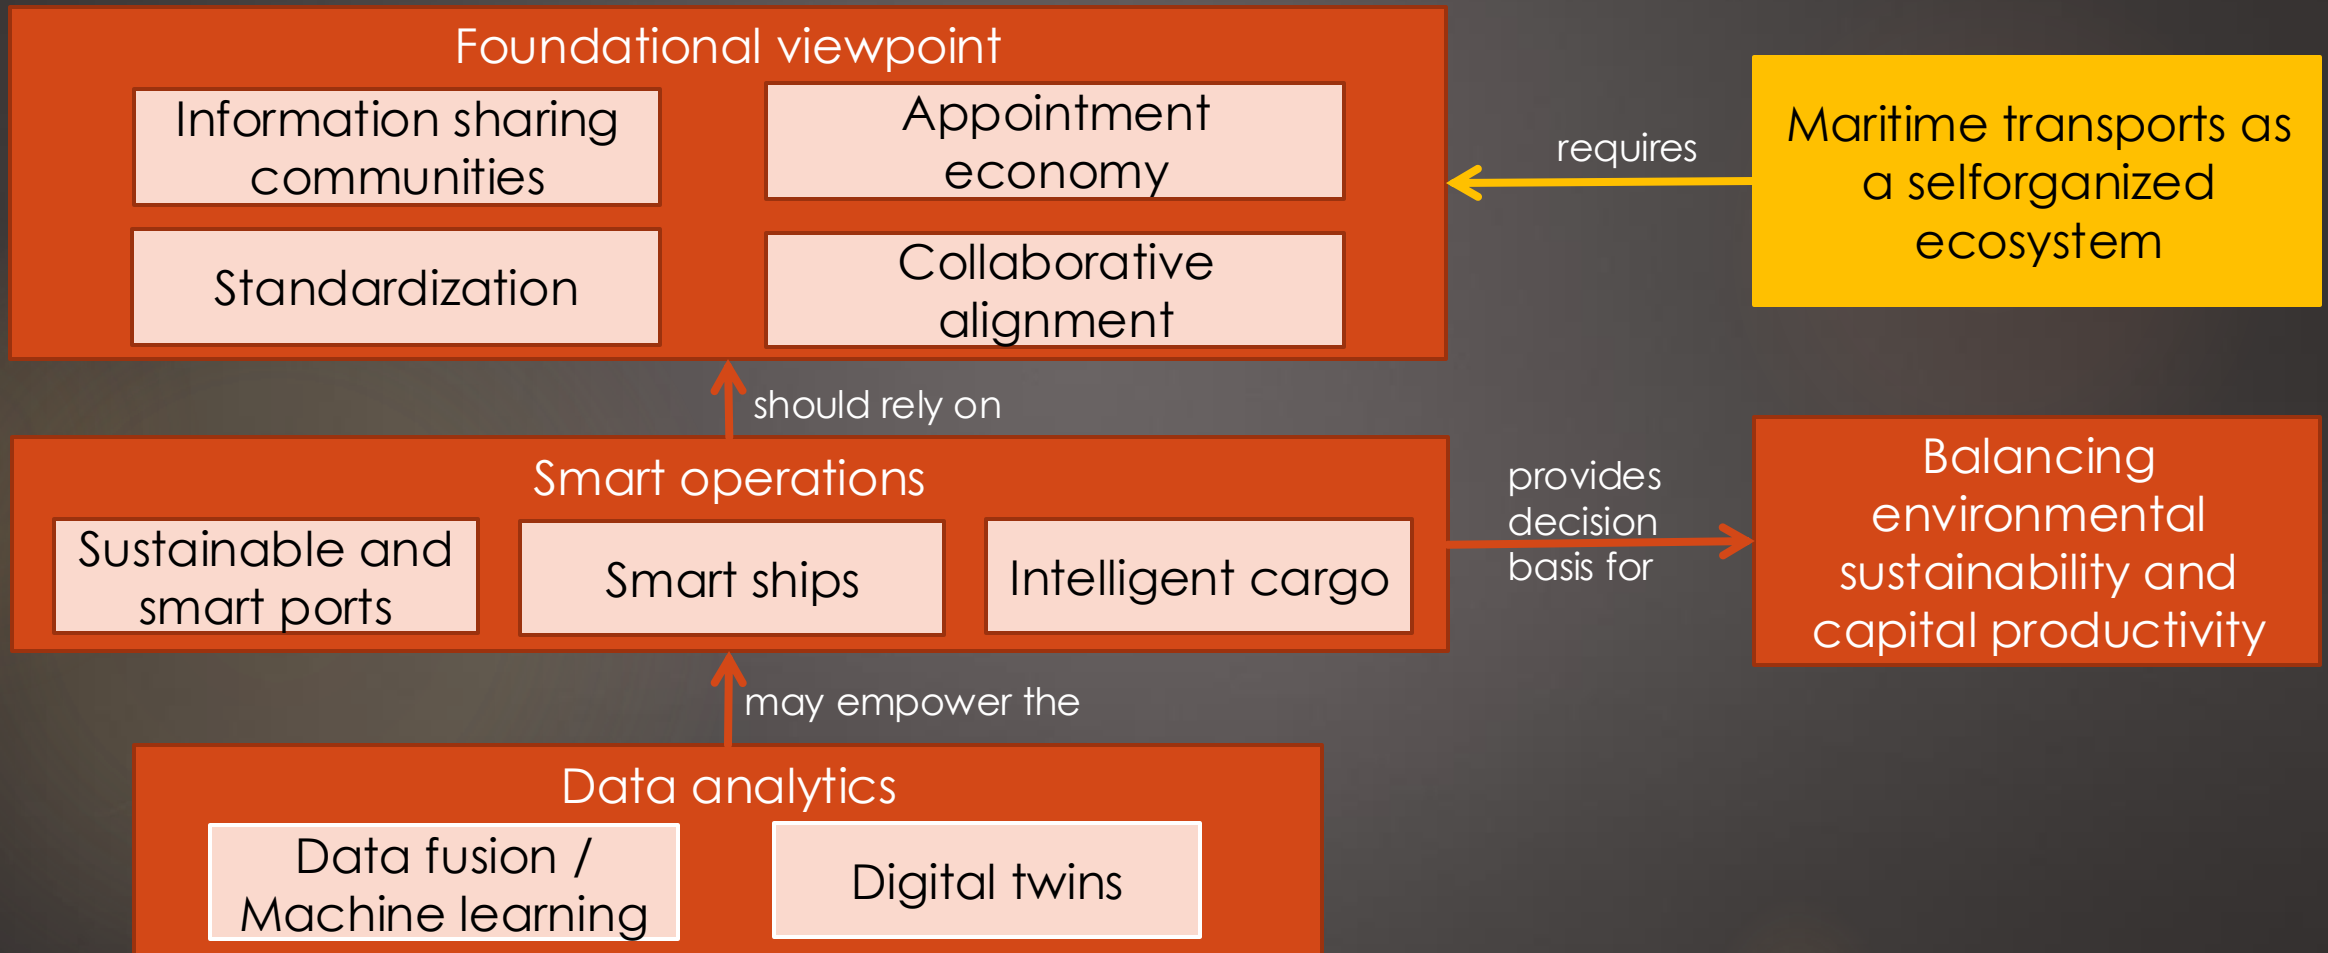 Foundational viewpoint
Information sharing
communities
Appointment
economy
Standardization
Collaborative
alignment
requires
Maritime transports as
a selforganized
ecosystem
should rely on
Smart operations
Sustainable and
smart ports
Smart ships
Intelligent cargo
provides
decision
basis for
Balancing
environmental
sustainability and
capital productivity
may empower the
Data analytics
Data fusion /
Machine learning
Digital twins